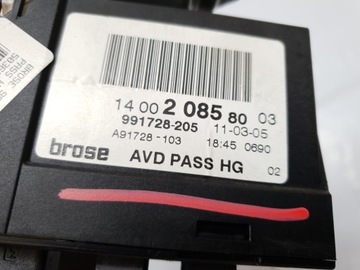 14 00 2 085 80 03
991728-205 11-03-05
A91728-103 18:45 0690
brose AVD PASS HG 02